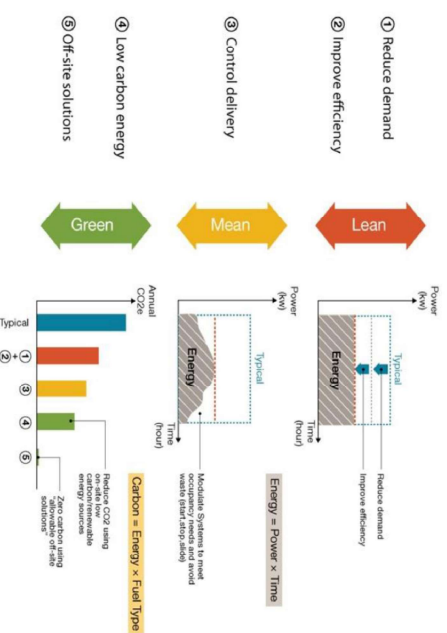 ① Reduce demand
② Improve efficiency
③ Control delivery
④ Low carbon energy
⑤ Off-site solutions
Lean
Mean
Green
Power
(kw)
Typical
Energy
Time
(hour)
Reduce demand
Improve efficiency
Energy = Power × Time
Power
(kw)
Typical
Energy
Time
(hour)
Modulate Systems to meet
occupancy needs and avoid
waste (start,stop,slide)
Carbon = Energy × Fuel Type
Annual
CO2e
Typical
① + ②
③
④
⑤
Reduce CO2 using
on-site low
carbon/renewable
energy sources
Zero carbon using
"allowable off-site
solutions"